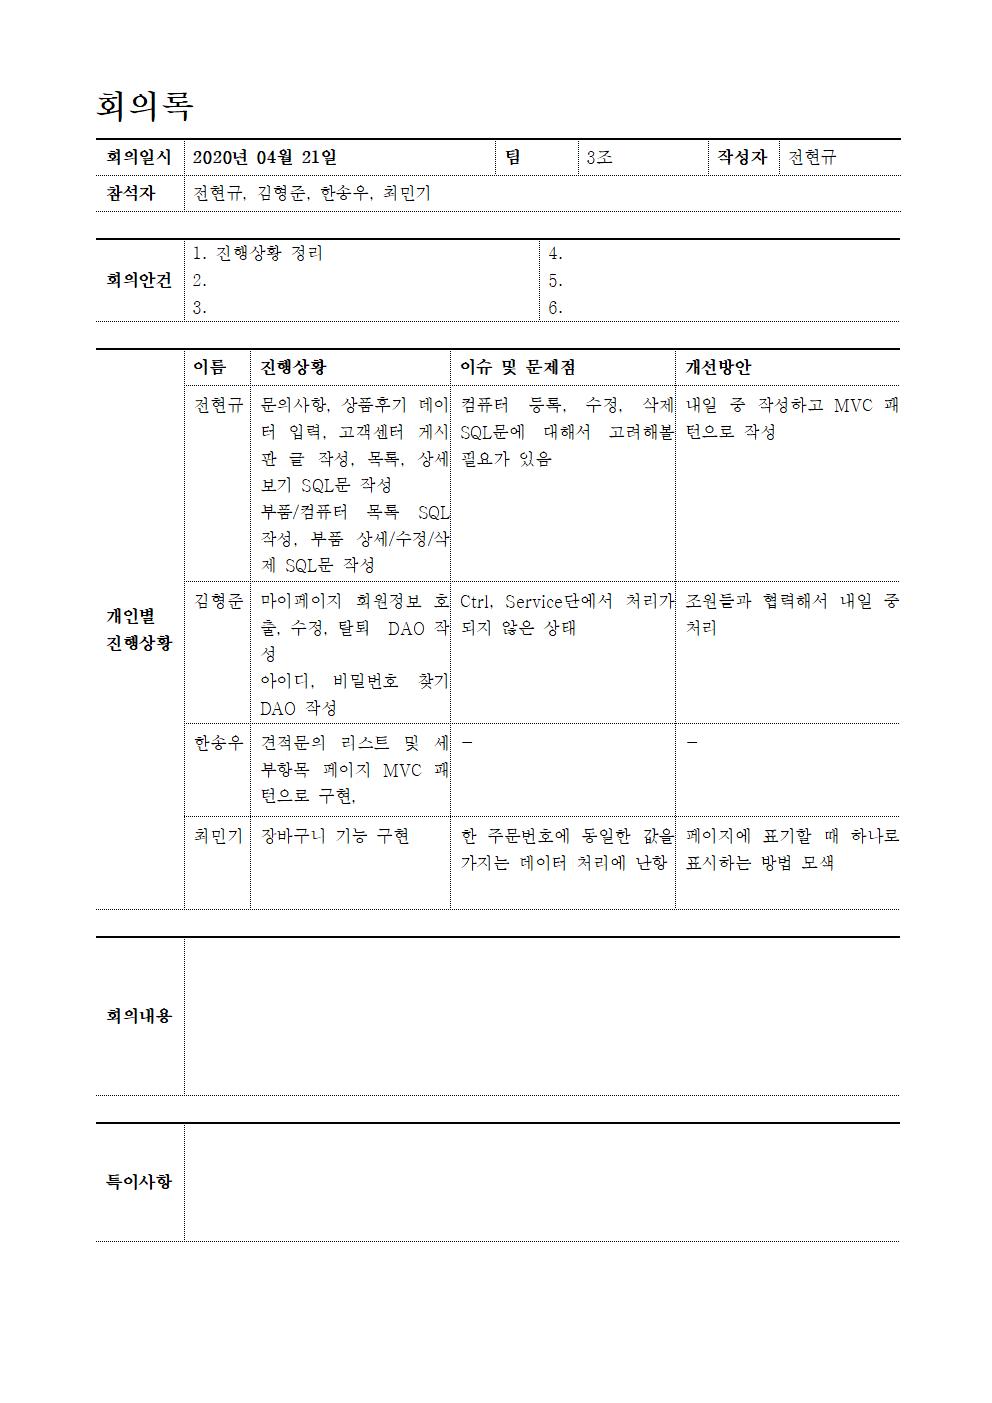 회의록
회의일시 2020년 04월 21일 팀 3조 작성자 전현규
참석자 전현규, 김형준, 한송우, 최민기
회의안건
1. 진행상황 정리
2.
3.
4.
5.
6.
개인별
진행상황
이름 진행상황 이슈 및 문제점 개선방안
전현규
문의사항, 상품후기 데이
터 입력, 고객센터 게시
판 글 작성, 목록, 상세
보기 SQL문 작성
부품/컴퓨터 목록 SQL
작성, 부품 상세/수정/삭
제 SQL문 작성
컴퓨터 등록, 수정, 삭제
SQL문에 대해서 고려해볼
필요가 있음
내일 중 작성하고 MVC 패
턴으로 작성
김형준
마이페이지 회원정보 호
출, 수정, 탈퇴 DAO 작
성
아이디, 비밀번호 찾기
DAO 작성
Ctrl, Service단에서 처리가
되지 않은 상태
조원들과 협력해서 내일 중
처리
한송우
견적문의 리스트 및 세
부항목 페이지 MVC 패
턴으로 구현,
-
-
최민기
장바구니 기능 구현
한 주문번호에 동일한 값을
가지는 데이터 처리에 난항
페이지에 표기할 때 하나로
표시하는 방법 모색
회의내용
특이사항